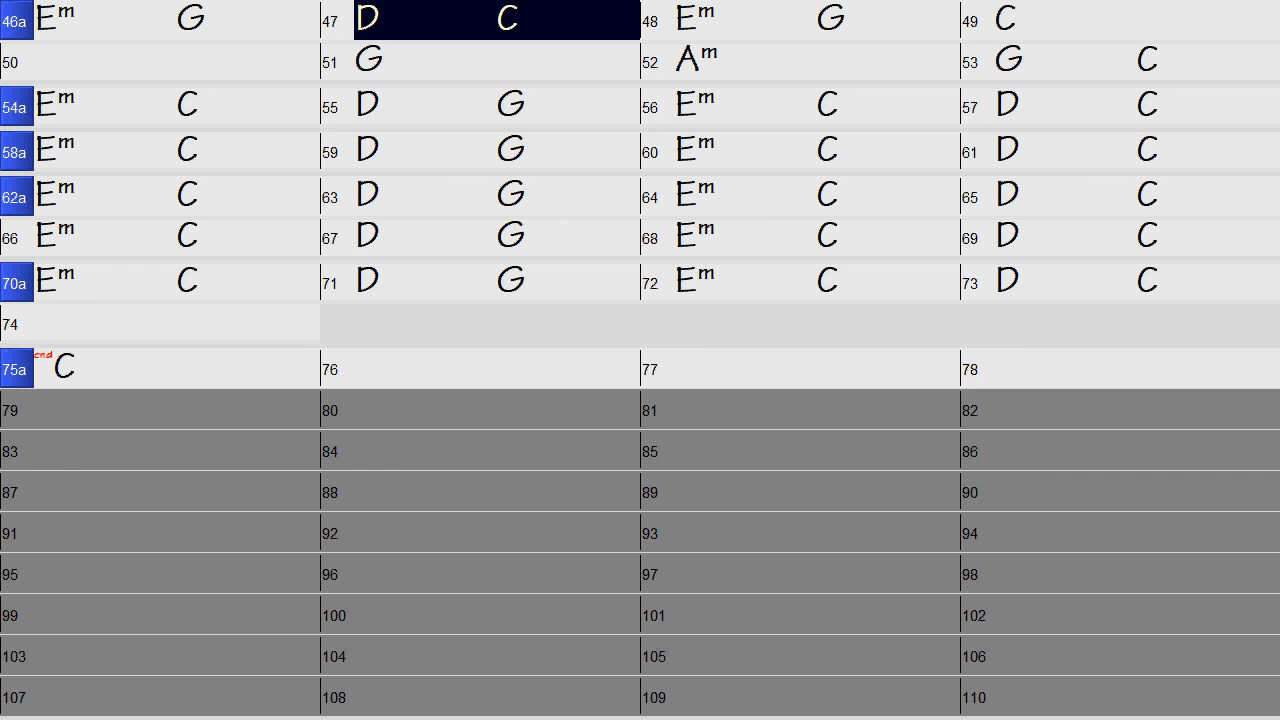 46a Em G 47 D C 48 Em G 49 C
50 51 G 52 Am 53 G C
54a Em C 55 D G 56 Em C 57 D C
58a Em C 59 D G 60 Em C 61 D C
62a Em C 63 D G 64 Em C 65 D C
66 Em C 67 D G 68 Em C 69 D C
70a Em C 71 D G 72 Em C 73 D C
74
75a end C 76 77 78
79 80 81 82
83 84 85 86
87 88 89 90
91 92 93 94
95 96 97 98
99 100 101 102
103 104 105 106
107 108 109 110